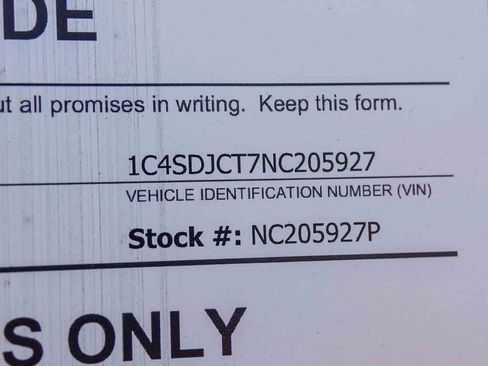 DE
ut all promises in writing. Keep this form.
1C4SDJCT7NC205927
VEHICLE IDENTIFICATION NUMBER (VIN)
Stock #: NC205927P
S ONLY